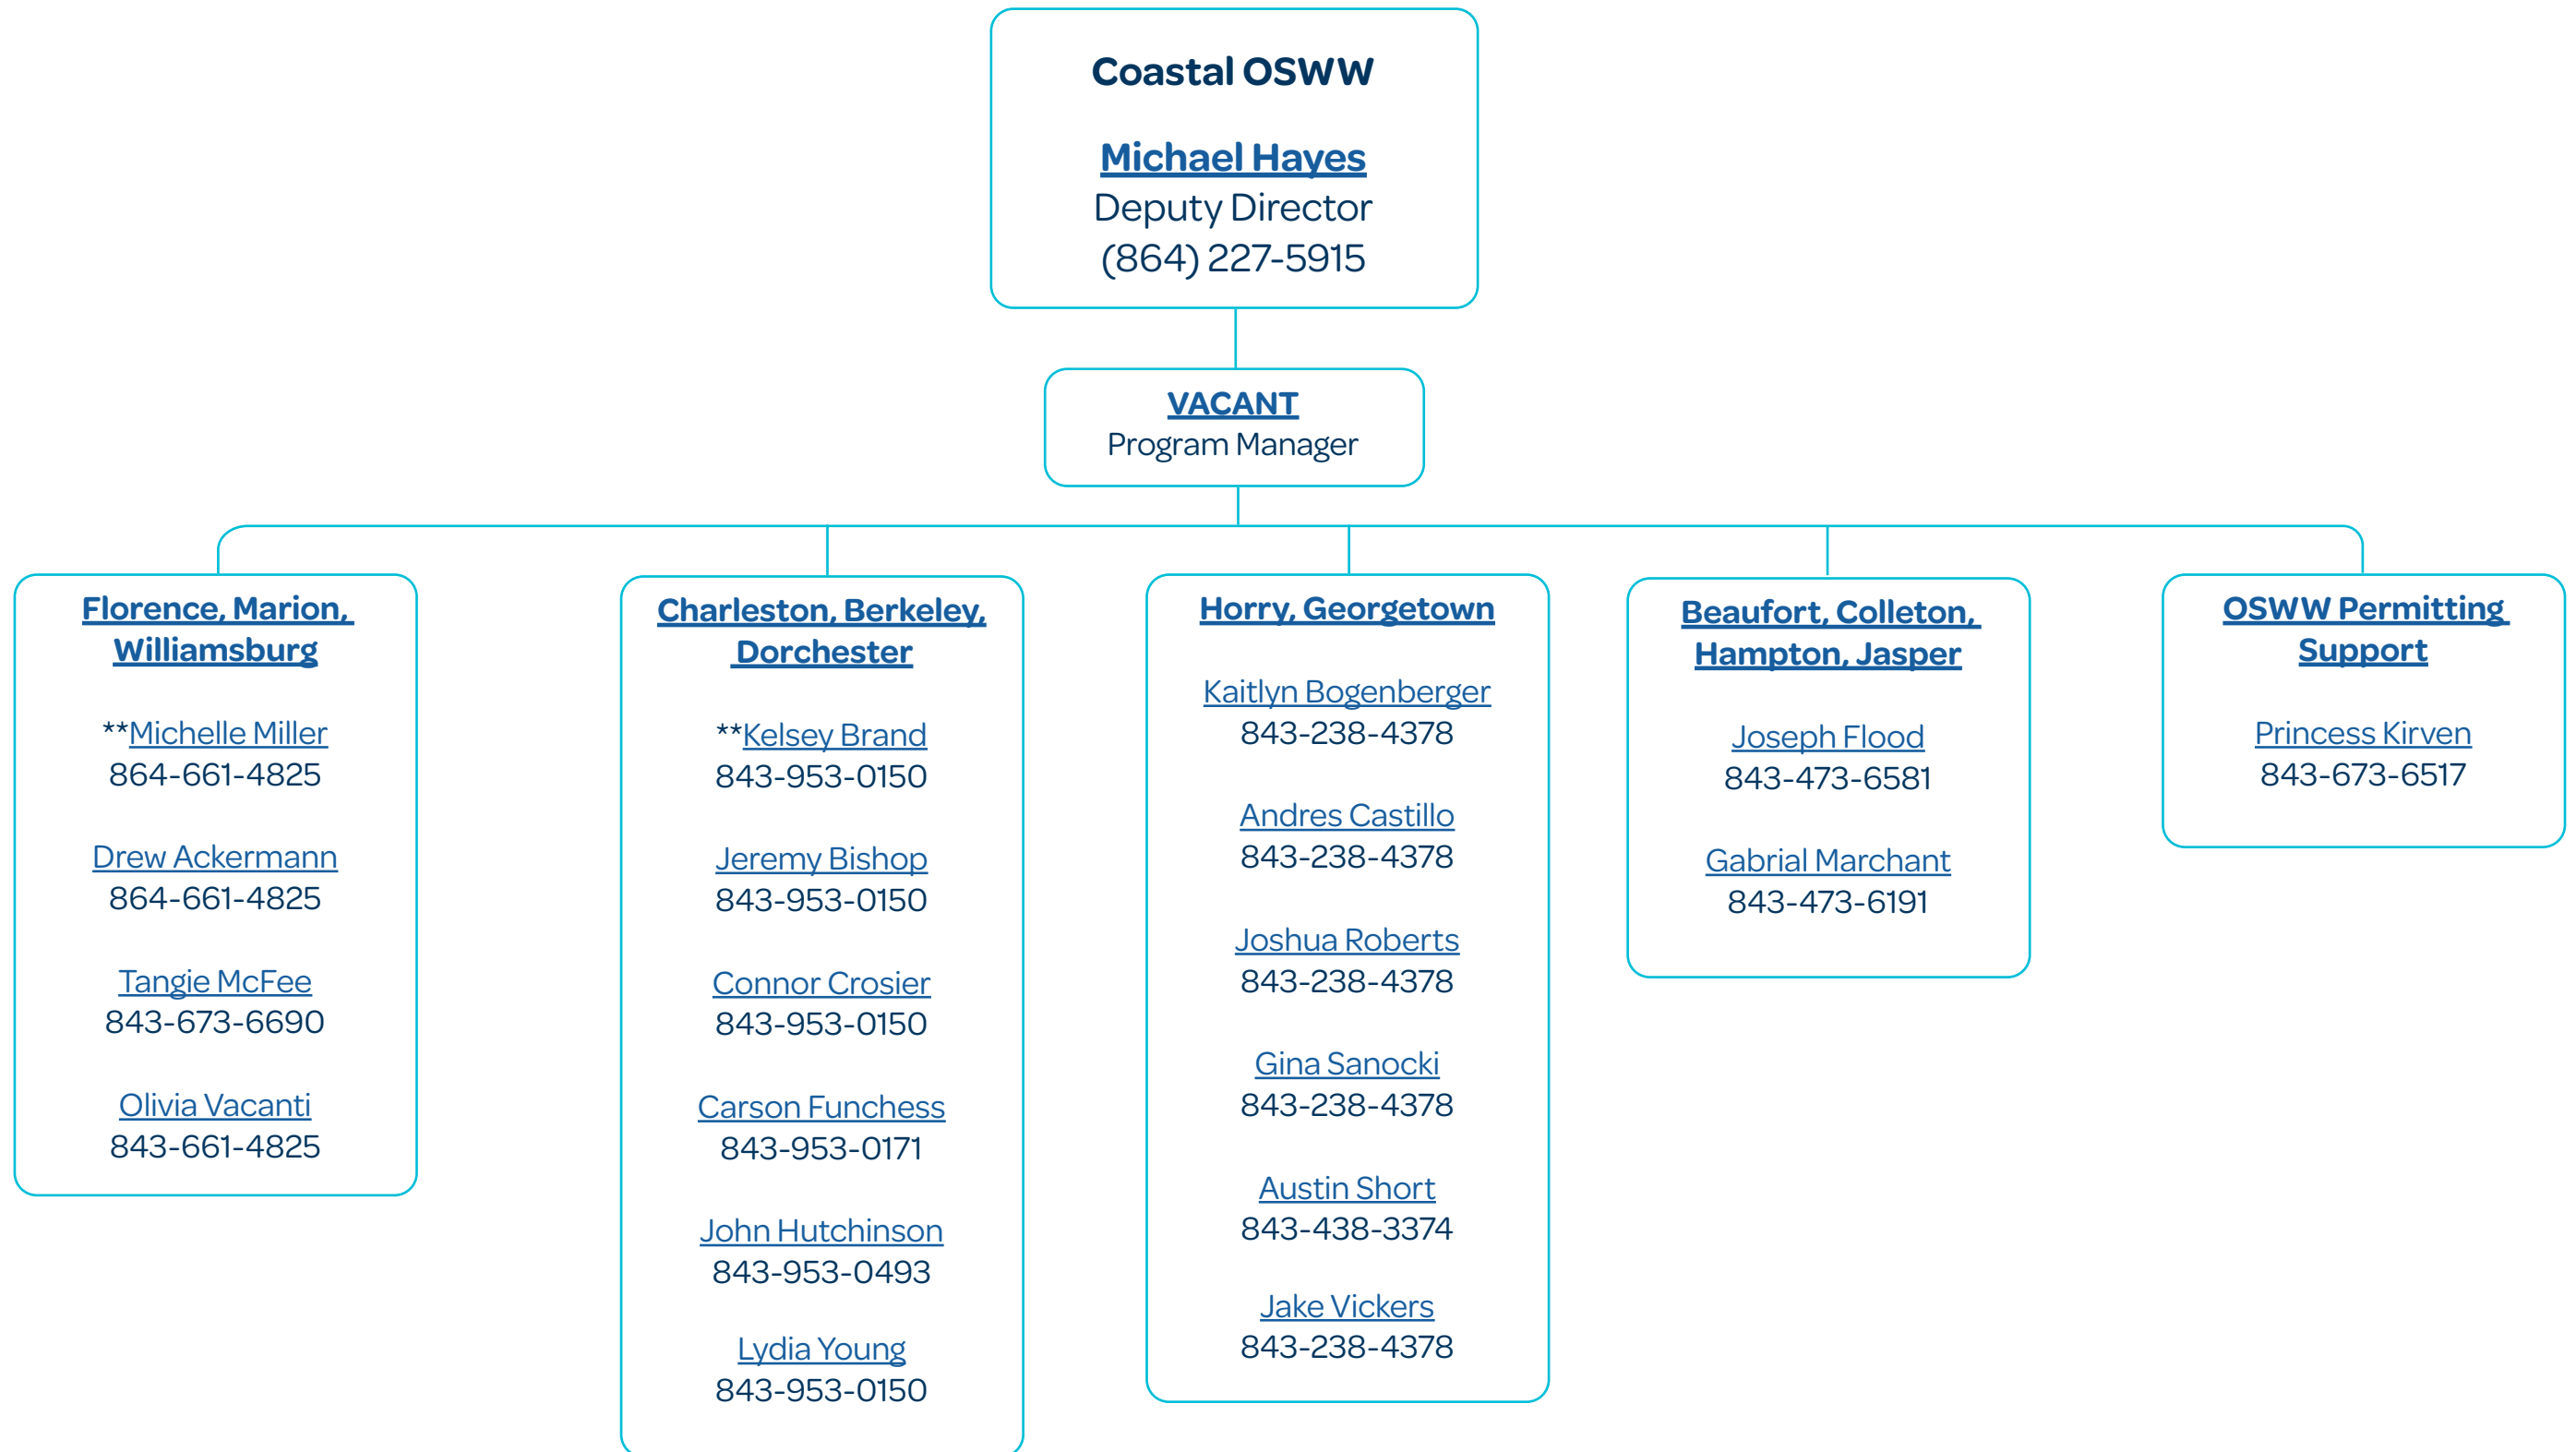 Coastal OSWW
Michael Hayes
Deputy Director
(864) 227-5915
VACANT
Program Manager
Florence, Marion,
Williamsburg
**Michelle Miller
864-661-4825
Drew Ackermann
864-661-4825
Tangie McFee
843-673-6690
Olivia Vacanti
843-661-4825
Charleston, Berkeley,
Dorchester
**Kelsey Brand
843-953-0150
Jeremy Bishop
843-953-0150
Connor Crosier
843-953-0150
Carson Funchess
843-953-0171
John Hutchinson
843-953-0493
Lydia Young
843-953-0150
Horry, Georgetown
Kaitlyn Bogenberger
843-238-4378
Andres Castillo
843-238-4378
Joshua Roberts
843-238-4378
Gina Sanocki
843-238-4378
Austin Short
843-438-3374
Jake Vickers
843-238-4378
Beaufort, Colleton,
Hampton, Jasper
Joseph Flood
843-473-6581
Gabrial Marchant
843-473-6191
OSWW Permitting
Support
Princess Kirven
843-673-6517